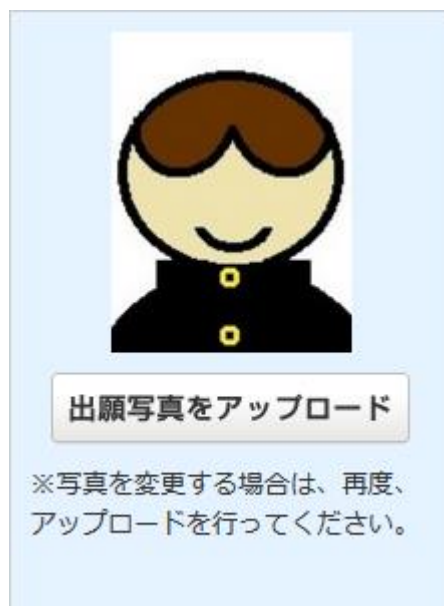 出願写真をアップロード
※写真を変更する場合は、再度、
アップロードを行ってください。